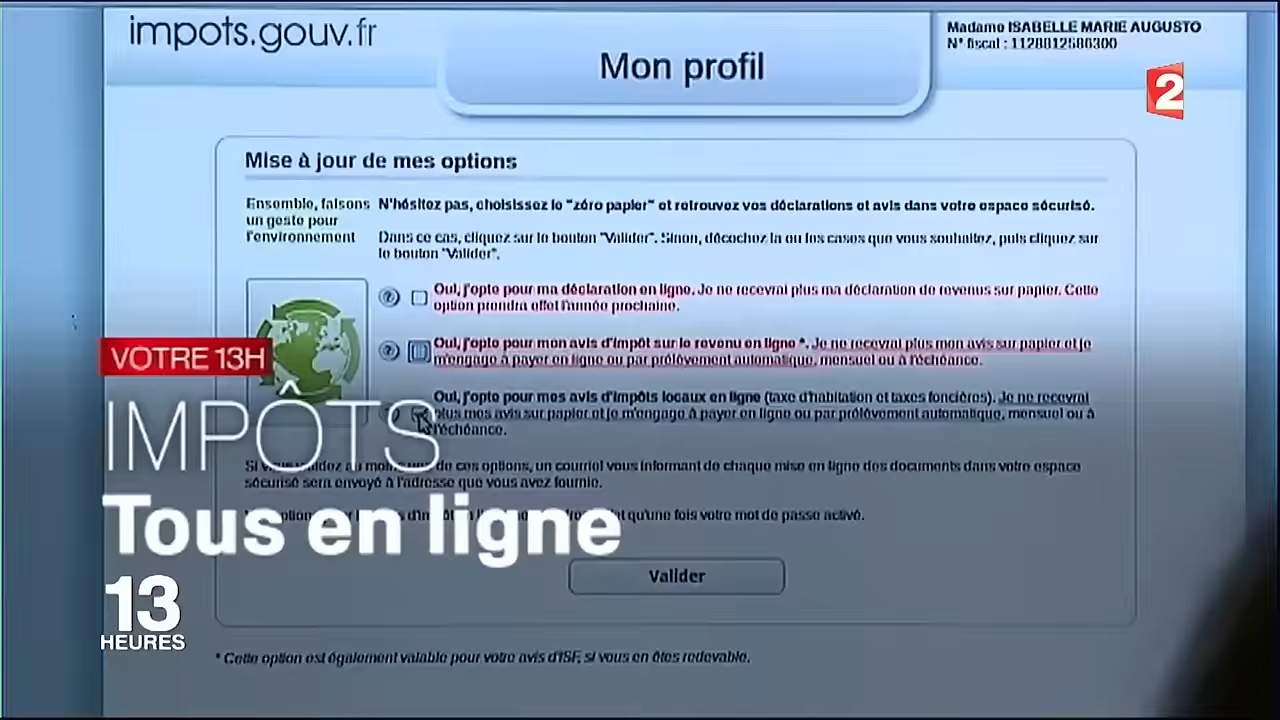 impots.gouv.fr
Mon profil
Madame ISABELLE MARIE AUGUSTO
N° fiscal :
2
Mise à jour de mes options
Ensemble, faisons
un geste pour
l'environnement
N'hésitez pas, choisissez le "zéro papier" et retrouvez vos déclarations et avis dans votre espace sécurisé.
Dans ce cas, cliquez sur le bouton "Valider". Sinon, décochez la ou les cases que vous souhaitez, puis cliquez sur
le bouton "Valider".
Oui, j'opte pour ma déclaration en ligne. Je ne recevrai plus ma déclaration de revenus sur papier. Cette
option prendra effet l'année prochaine.
Oui, j'opte pour mon avis d'impôt sur le revenu en ligne *. Je ne recevrai plus mon avis sur papier et je
m'engage à payer en ligne ou par prélèvement automatique, mensuel ou à l'échéance.
Oui, j'opte pour mes avis d'impôts locaux en ligne (taxe d'habitation et taxes foncières). Je ne recevrai
plus mes avis sur papier et je m'engage à payer en ligne ou par prélèvement automatique, mensuel ou à
l'échéance.
Si de ces options, un courriel vous informant de chaque mise en ligne des documents dans votre espace
sécurisé sera envoyé à l'adresse que vous avez fournie.
qu'une fois votre mot de passe activé.
Valider
* Cette option est également valable pour votre avis d'ISF, si vous en êtes redevable.
VOTRE 13H
IMPÔTS
Tous en ligne
13
HEURES